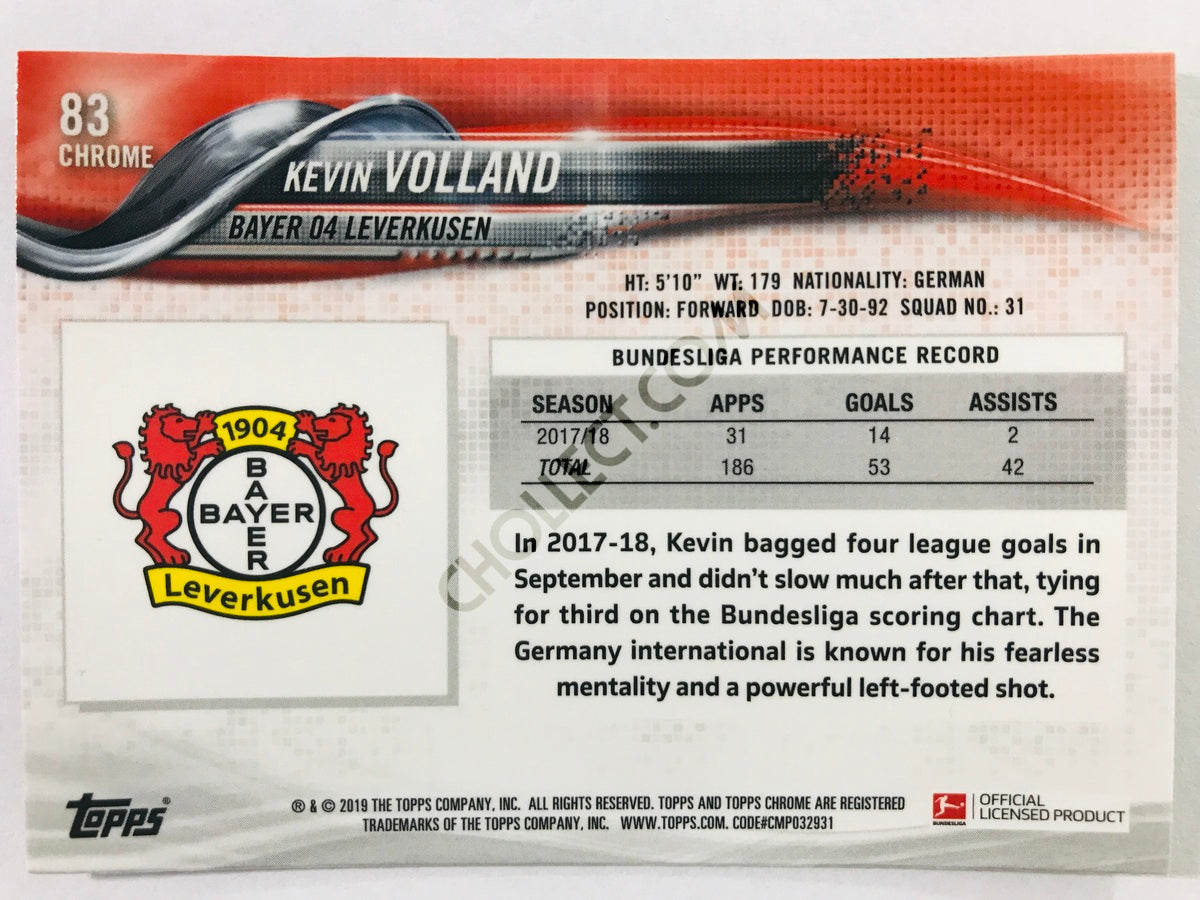 83
CHROME
KEVIN VOLLAND
BAYER 04 LEVERKUSEN
HT: 5'10" WT: 179 NATIONALITY: GERMAN
POSITION: FORWARD DOB: 7-30-92 SQUAD NO.: 31
BUNDESLIGA PERFORMANCE RECORD
SEASON APPS GOALS ASSISTS
2017/18 31 14 2
TOTAL 186 53 42
1904
BAYER
BAYER
Leverkusen
In 2017-18, Kevin bagged four league goals in
September and didn't slow much after that, tying
for third on the Bundesliga scoring chart. The
Germany international is known for his fearless
mentality and a powerful left-footed shot.
CHOLLECT.COM
topps®
® & © 2019 THE TOPPS COMPANY, INC. ALL RIGHTS RESERVED. TOPPS AND TOPPS CHROME ARE REGISTERED
TRADEMARKS OF THE TOPPS COMPANY, INC. WWW.TOPPS.COM. CODE#CMP032931
BUNDESLIGA
OFFICIAL
LICENSED PRODUCT